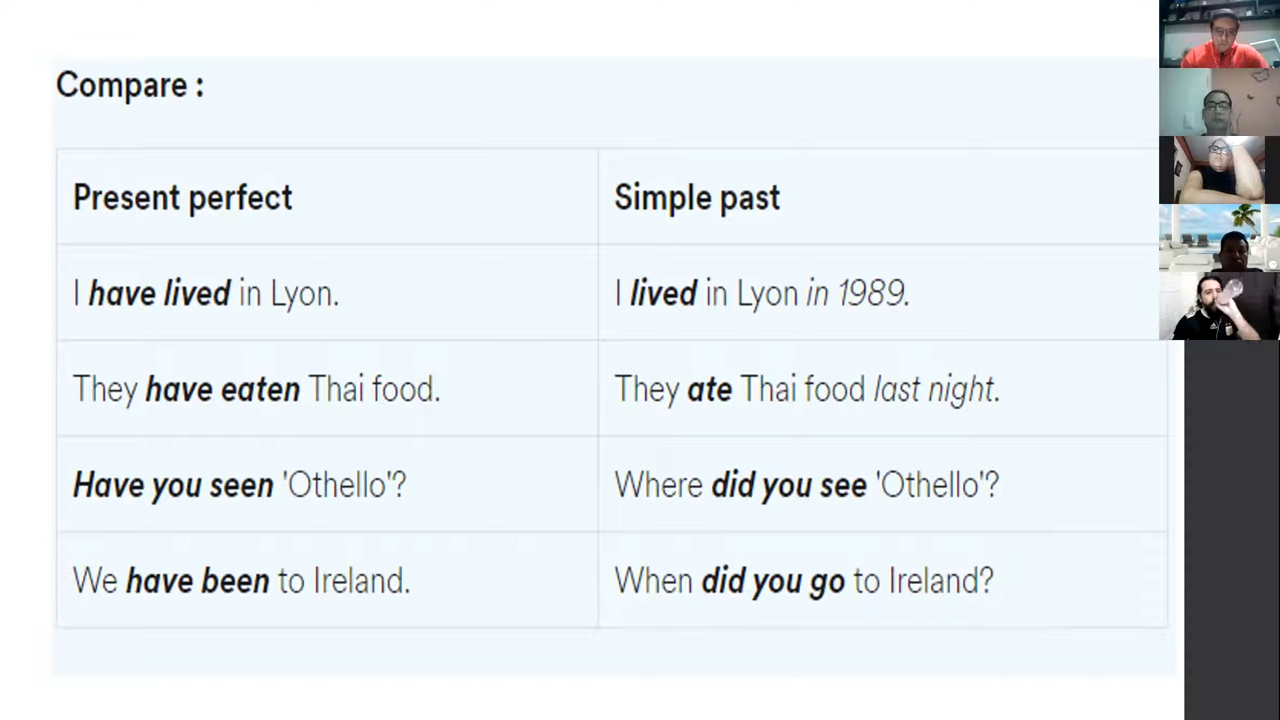 Compare :
Present perfect Simple past
I have lived in Lyon. I lived in Lyon in 1989.
They have eaten Thai food. They ate Thai food last night.
Have you seen 'Othello'? Where did you see 'Othello'?
We have been to Ireland. When did you go to Ireland?